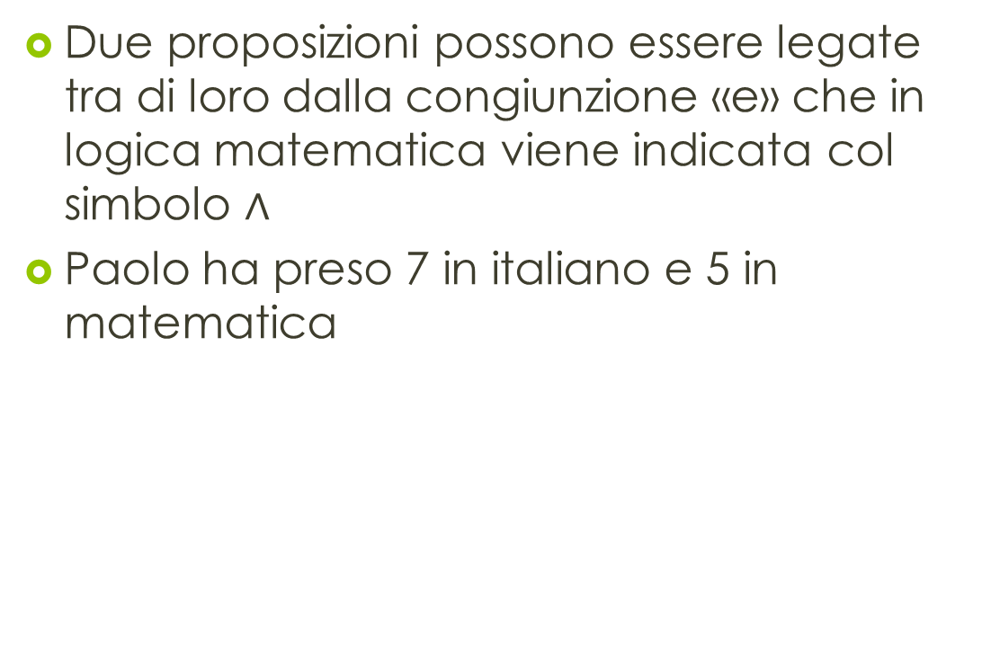 Due proposizioni possono essere legate
tra di loro dalla congiunzione «e» che in
logica matematica viene indicata col
simbolo ∧
Paolo ha preso 7 in italiano e 5 in
matematica